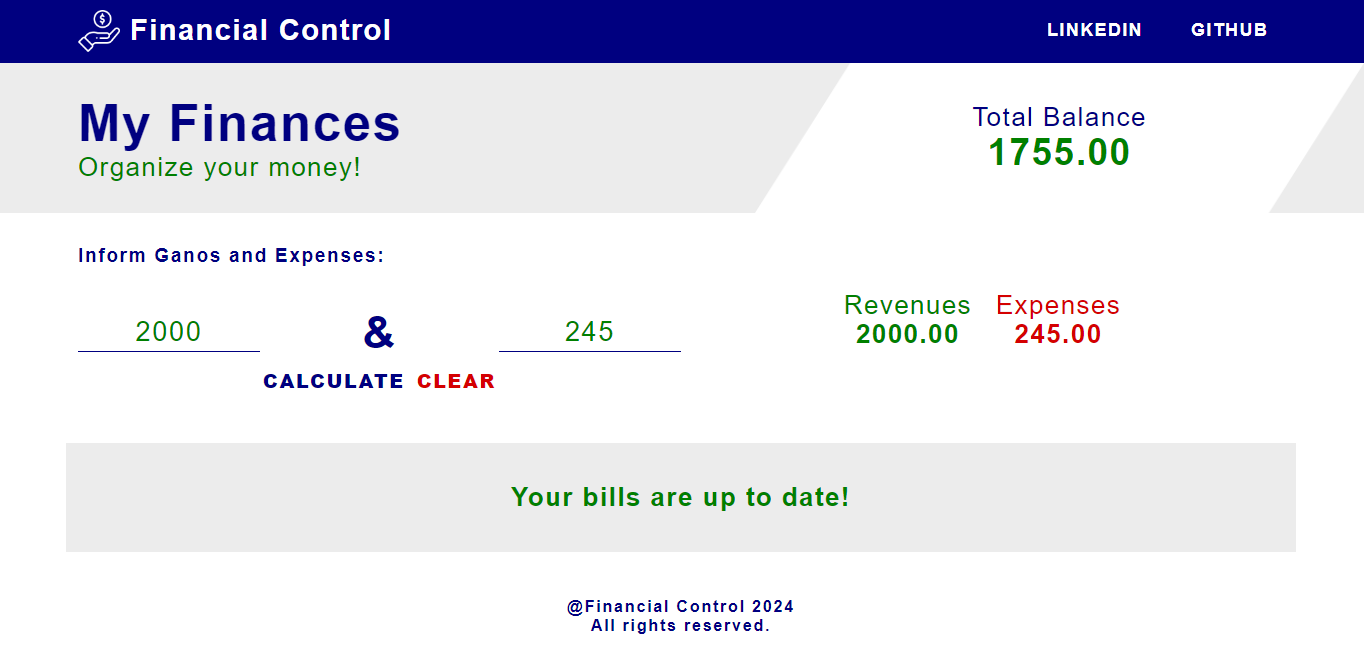 Financial Control
LINKEDIN GITHUB
My Finances
Organize your money!
Total Balance
1755.00
Inform Ganos and Expenses:
2000 & 245
CALCULATE CLEAR
Revenues Expenses
2000.00 245.00
Your bills are up to date!
@Financial Control 2024
All rights reserved.